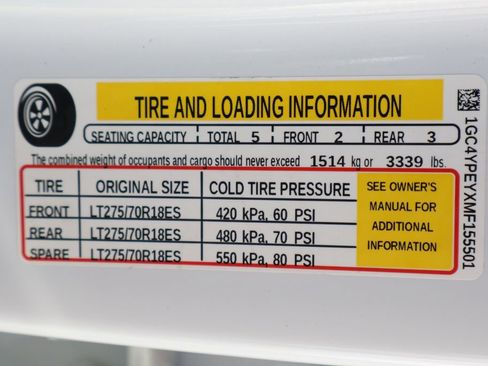 TIRE AND LOADING INFORMATION
SEATING CAPACITY TOTAL 5 FRONT 2 REAR 3
The combined weight of occupants and cargo should never exceed 1514 kg or 3339 lbs.
TIRE ORIGINAL SIZE COLD TIRE PRESSURE
FRONT LT275/70R18ES 420 kPa, 60 PSI
REAR LT275/70R18ES 480 kPa, 70 PSI
SPARE LT275/70R18ES 550 kPa, 80 PSI
SEE OWNER'S
MANUAL FOR
ADDITIONAL
INFORMATION
1GC4YPEYXMF155501